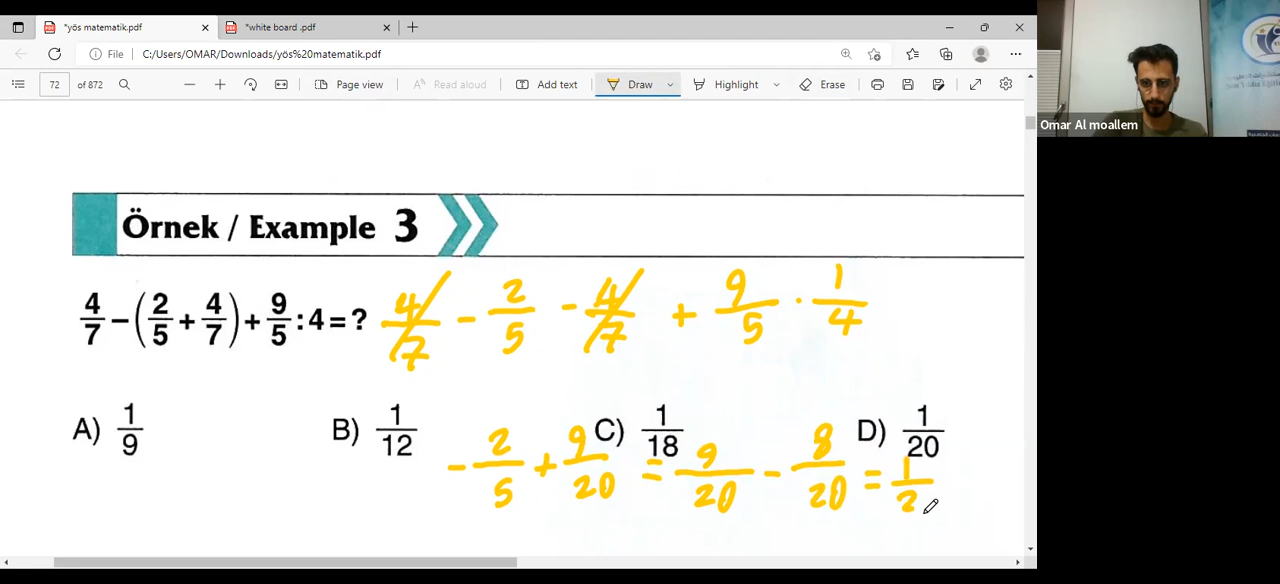 *yös matematik.pdf
*white board .pdf
File C:/Users/OMAR/Downloads/yös%20matematik.pdf
72 of 872 Page view Read aloud Add text Draw Highlight Erase
Omar Al moallem
Örnek / Example 3
4/7 − (2/5 + 4/7) + 9/5 : 4 = ? 4/7 − 2/5 − 4/7 + 9/5 · 1/4
A) 1/9 B) 1/12 C) 1/18 D) 1/20
− 2/5 + 9/20 = 9/20 − 8/20 = 1/2